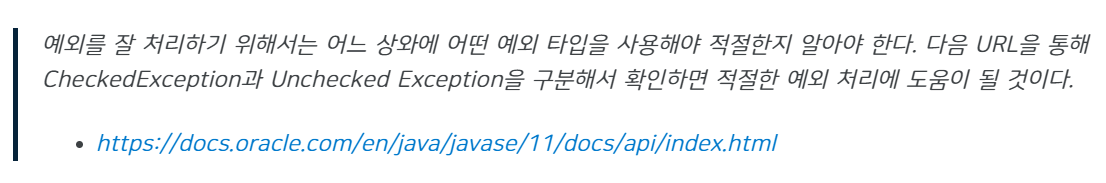 예외를 잘 처리하기 위해서는 어느 상와에 어떤 예외 타입을 사용해야 적절한지 알아야 한다. 다음 URL을 통해
CheckedException과 Unchecked Exception을 구분해서 확인하면 적절한 예외 처리에 도움이 될 것이다.
• https://docs.oracle.com/en/java/javase/11/docs/api/index.html